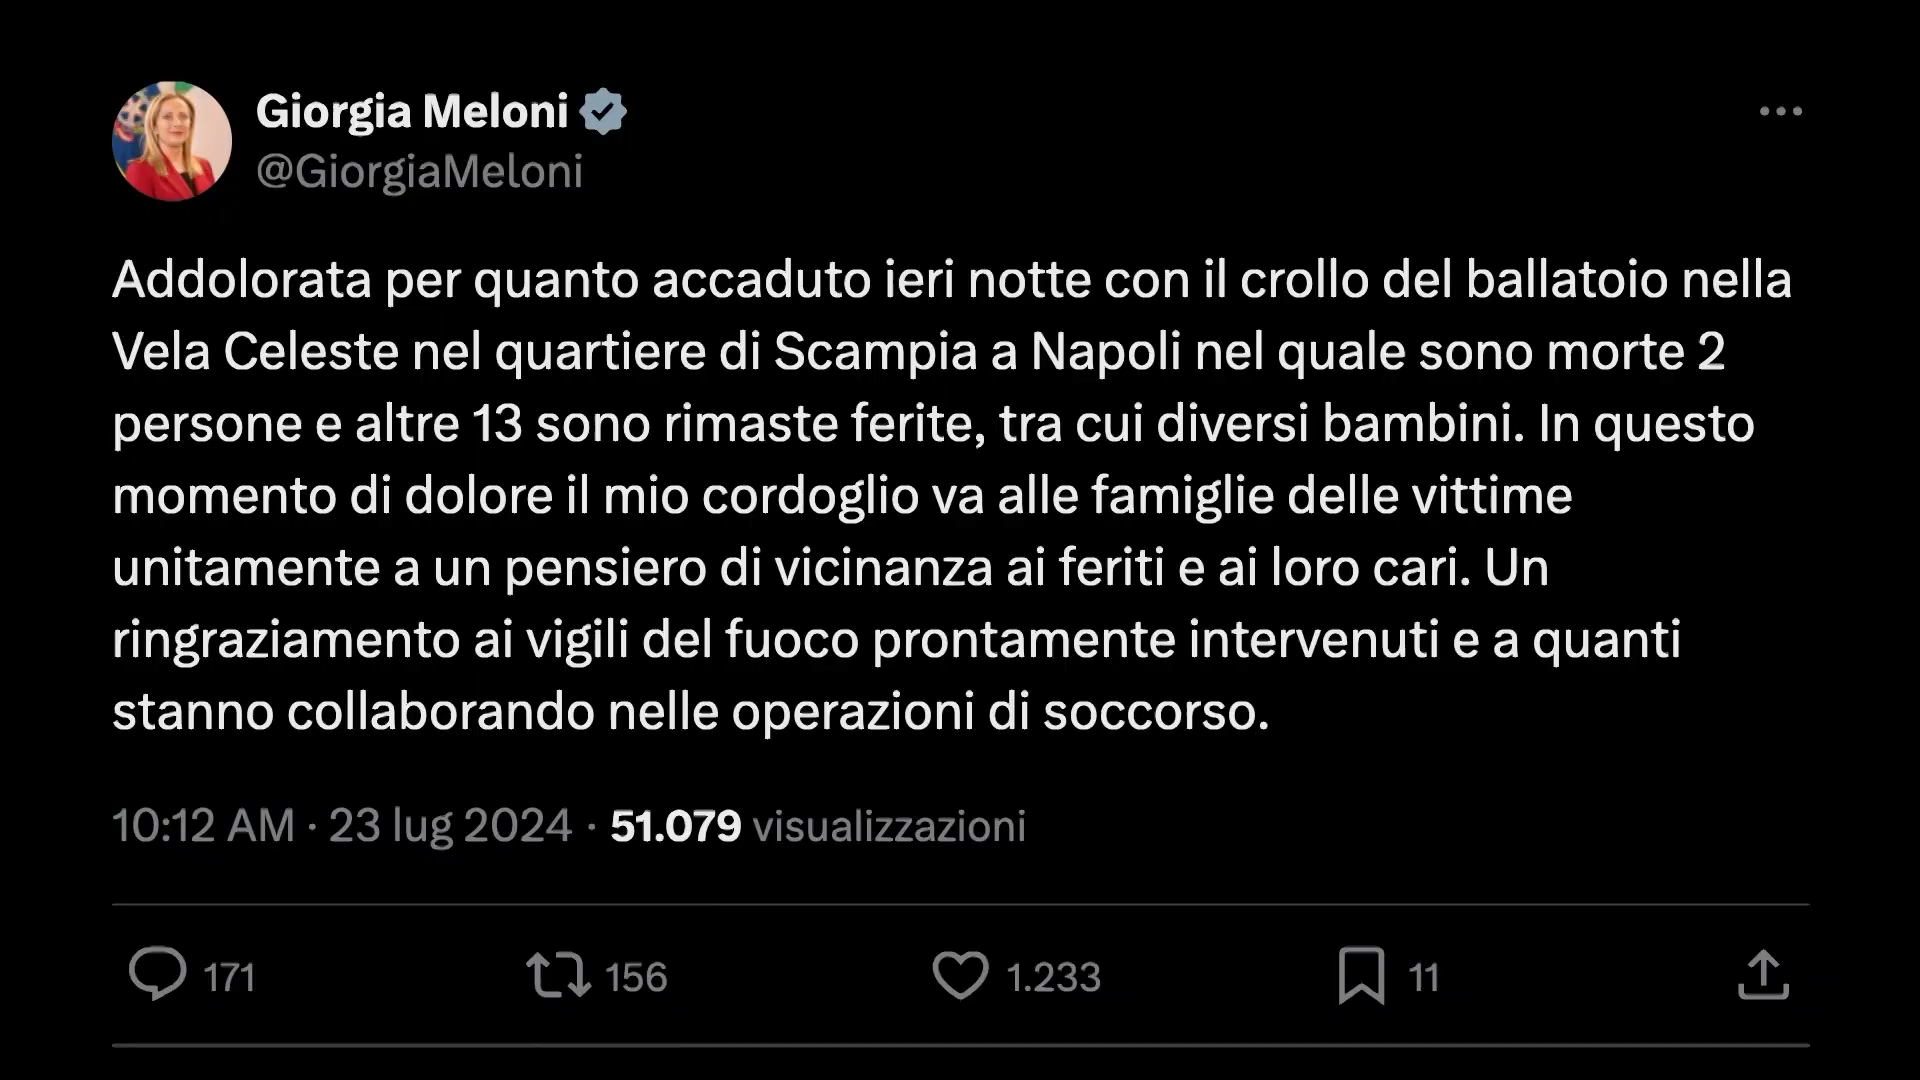 Giorgia Meloni
@GiorgiaMeloni
Addolorata per quanto accaduto ieri notte con il crollo del ballatoio nella
Vela Celeste nel quartiere di Scampia a Napoli nel quale sono morte 2
persone e altre 13 sono rimaste ferite, tra cui diversi bambini. In questo
momento di dolore il mio cordoglio va alle famiglie delle vittime
unitamente a un pensiero di vicinanza ai feriti e ai loro cari. Un
ringraziamento ai vigili del fuoco prontamente intervenuti e a quanti
stanno collaborando nelle operazioni di soccorso.
10:12 AM · 23 lug 2024 · 51.079 visualizzazioni
171 156 1.233 11